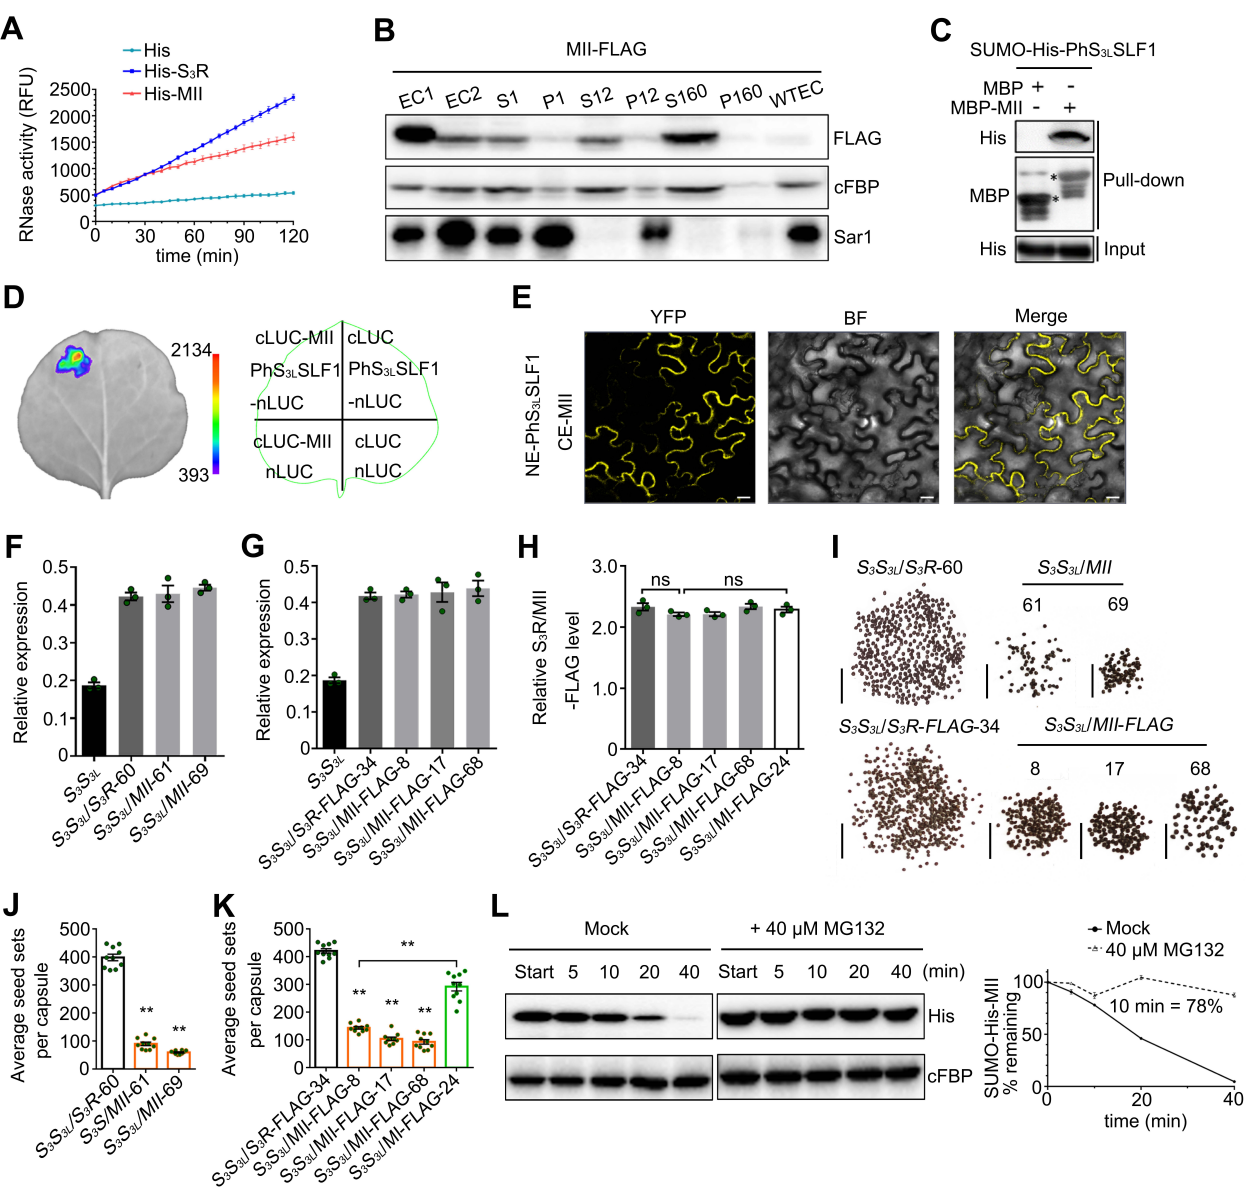 A
His
His-S3R
His-MII
RNase activity (RFU)
2500
2000
1500
1000
500
0
0 30 60 90 120
time (min)
B
MII-FLAG
EC1 EC2 S1 P1 S12 P12 S160 P160 WTEC
FLAG
cFBP
Sar1
C
SUMO-His-PhS3LSLF1
MBP + -
MBP-MII - +
His
MBP
*
*
Pull-down
His
Input
D
2134
393
cLUC-MII cLUC
PhS3LSLF1 PhS3LSLF1
-nLUC -nLUC
cLUC-MII cLUC
nLUC nLUC
E
YFP BF Merge
NE-PhS3LSLF1
CE-MII
F
Relative expression
0.5
0.4
0.3
0.2
0.1
0
S3S3L
S3S3L/S3R-60
S3S3L/MII-61
S3S3L/MII-69
G
Relative expression
0.5
0.4
0.3
0.2
0.1
0
S3S3L
S3S3L/S3R-FLAG-34
S3S3L/MII-FLAG-8
S3S3L/MII-FLAG-17
S3S3L/MII-FLAG-68
H
Relative S3R/MII
-FLAG level
3.0
2.0
1.0
0
ns ns
S3S3L/S3R-FLAG-34
S3S3L/MII-FLAG-8
S3S3L/MII-FLAG-17
S3S3L/MII-FLAG-68
S3S3L/MI-FLAG-24
I
S3S3L/S3R-60 S3S3L/MII
61 69
S3S3L/S3R-FLAG-34 S3S3L/MII-FLAG
8 17 68
J
Average seed sets
per capsule
500
400
300
200
100
0
** **
S3S3L/S3R-60
S3S/MII-61
S3S3L/MII-69
K
Average seed sets
per capsule
500
400
300
200
100
0
**
** ** **
S3S3L/S3R-FLAG-34
S3S3L/MII-FLAG-8
S3S3L/MII-FLAG-17
S3S3L/MII-FLAG-68
S3S3L/MI-FLAG-24
L
Mock + 40 μM MG132
Start 5 10 20 40 Start 5 10 20 40 (min)
His
cFBP
Mock
40 μM MG132
SUMO-His-MII
% remaining
100
50
0
10 min = 78%
0 20 40
time (min)